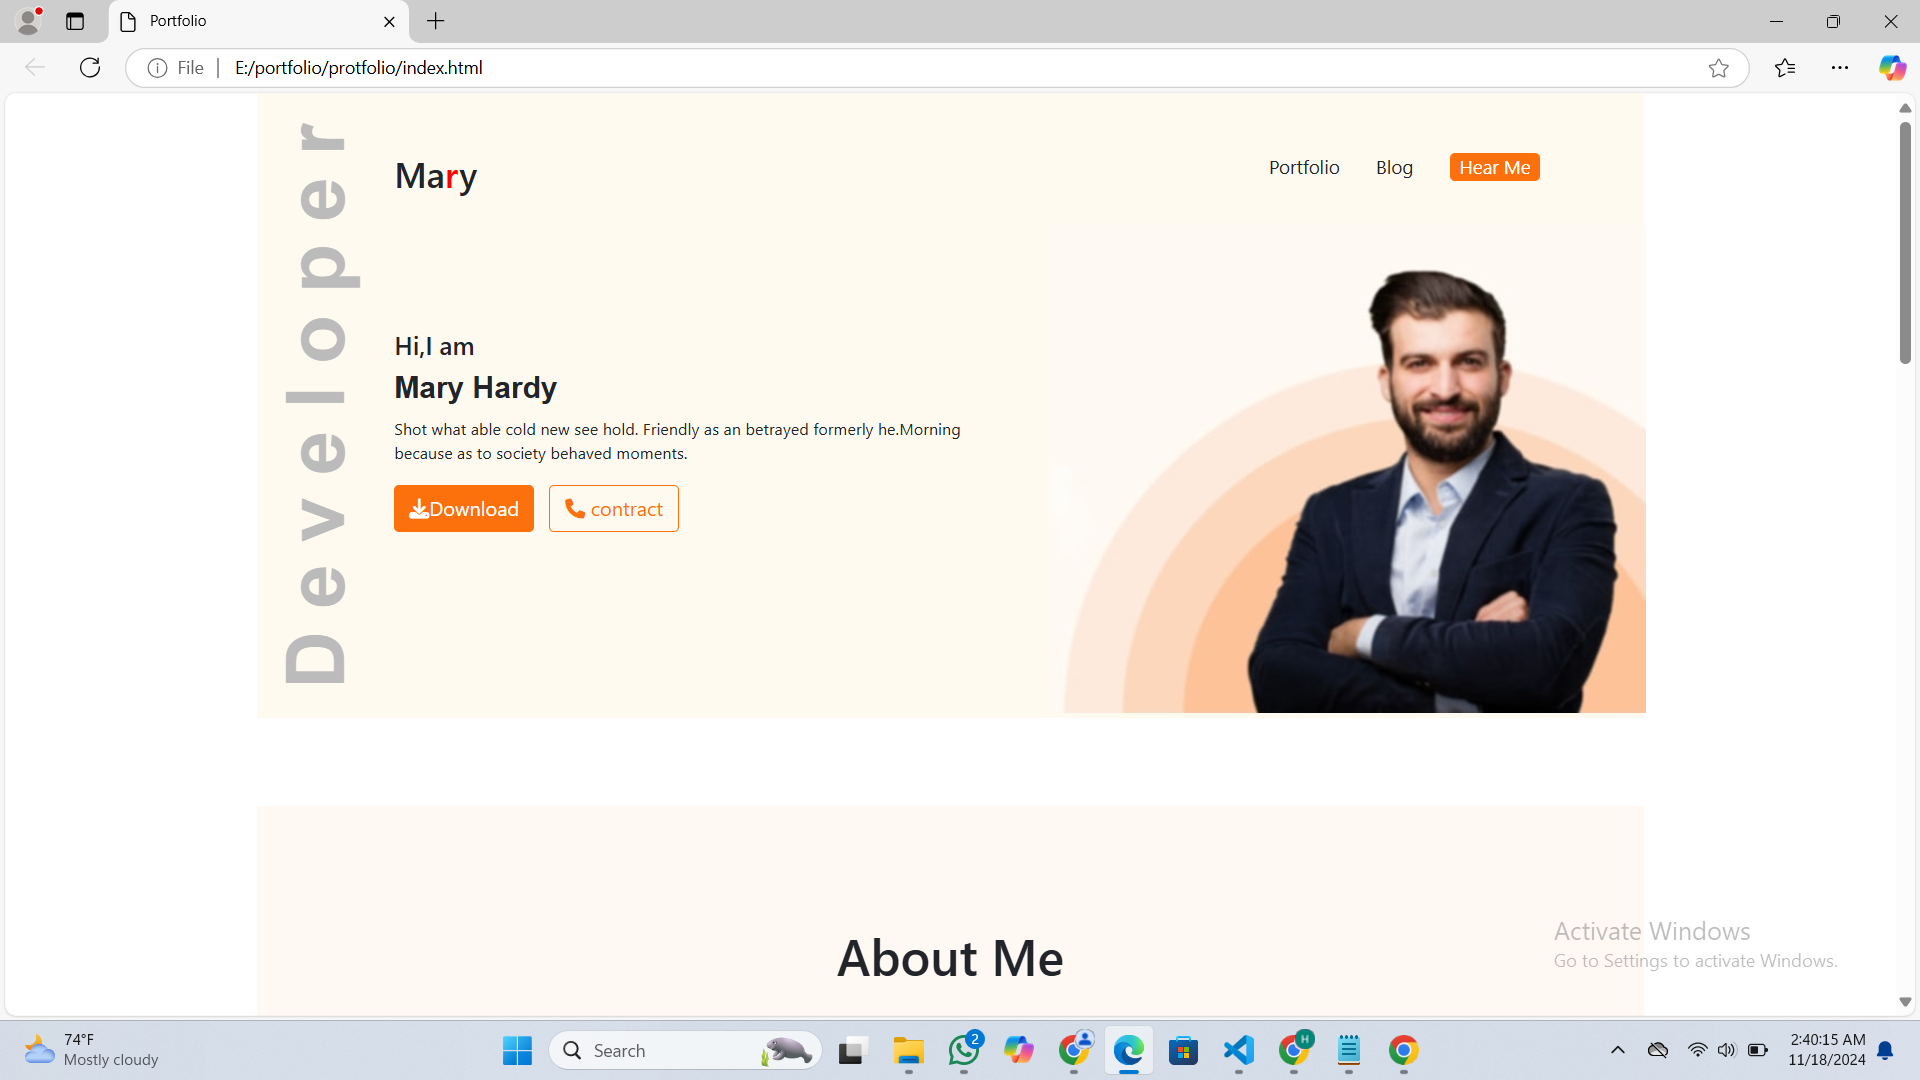 Portfolio
File
E:/portfolio/protfolio/index.html
Developer
Mary
Portfolio Blog Hear Me
Hi,I am
Mary Hardy
Shot what able cold new see hold. Friendly as an betrayed formerly he.Morning
because as to society behaved moments.
Download contract
About Me
Activate Windows
Go to Settings to activate Windows.
74°F
Mostly cloudy
Search
2
H
2:40:15 AM
11/18/2024